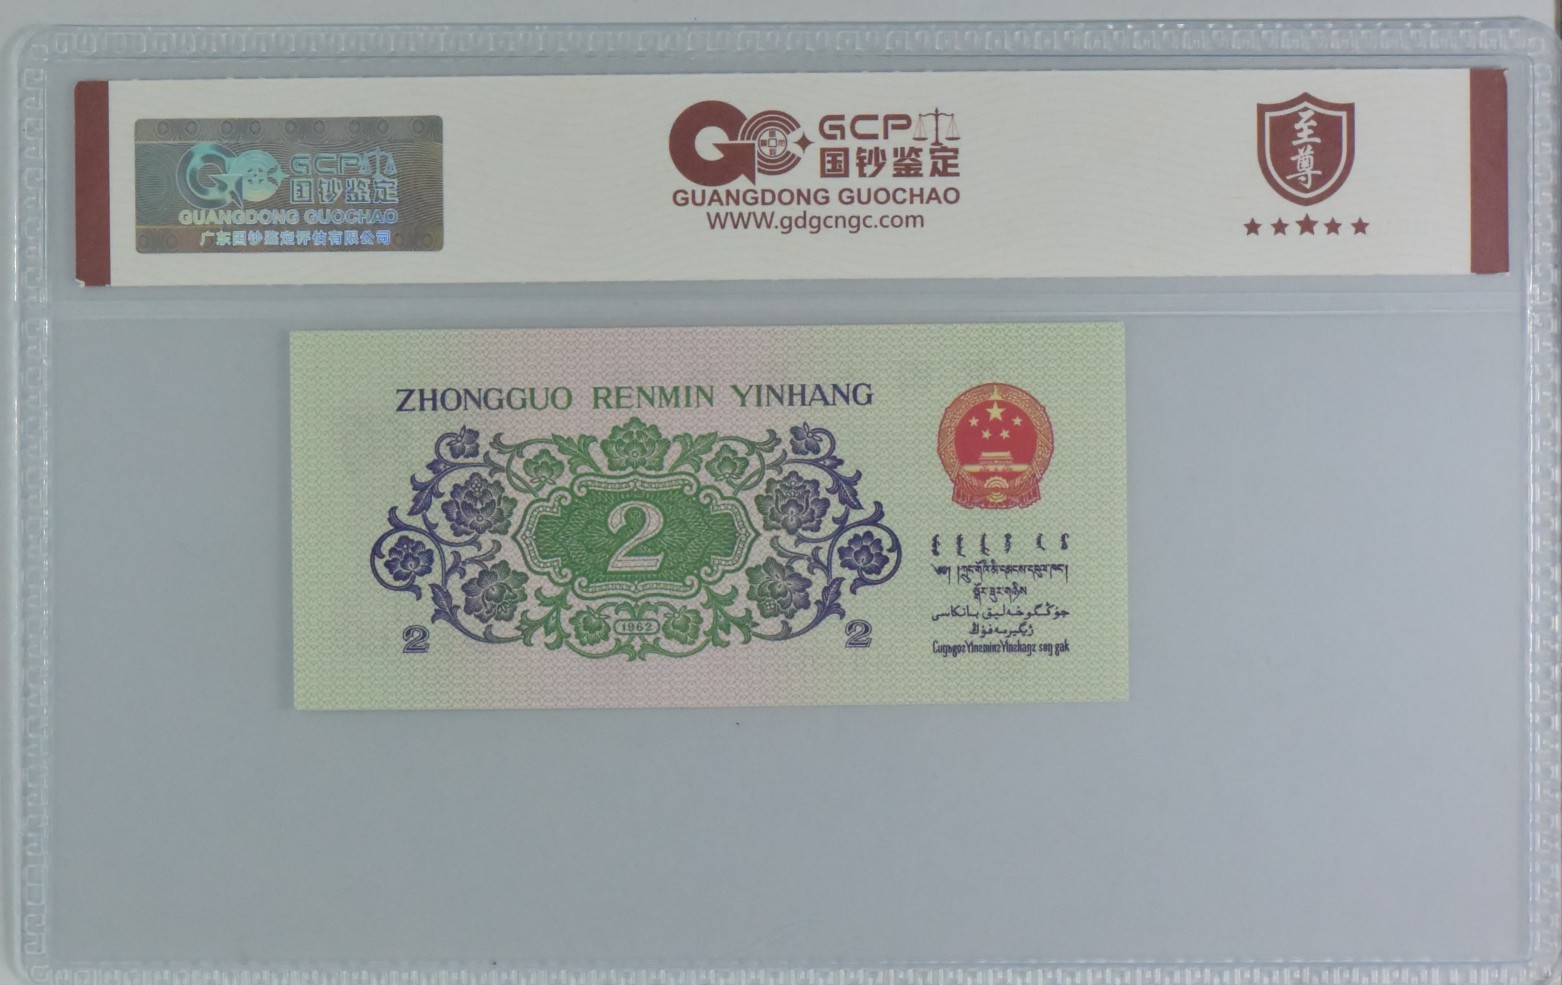 GCP
国钞鉴定
GUANGDONG GUOCHAO
广东国钞鉴定评估有限公司
GCP
国钞鉴定
GUANGDONG GUOCHAO
WWW.gdgcngc.com
至尊
ZHONGGUO RENMIN YINHANG
2
1962
2
2
جۇڭگوخەلىق بانكاسى